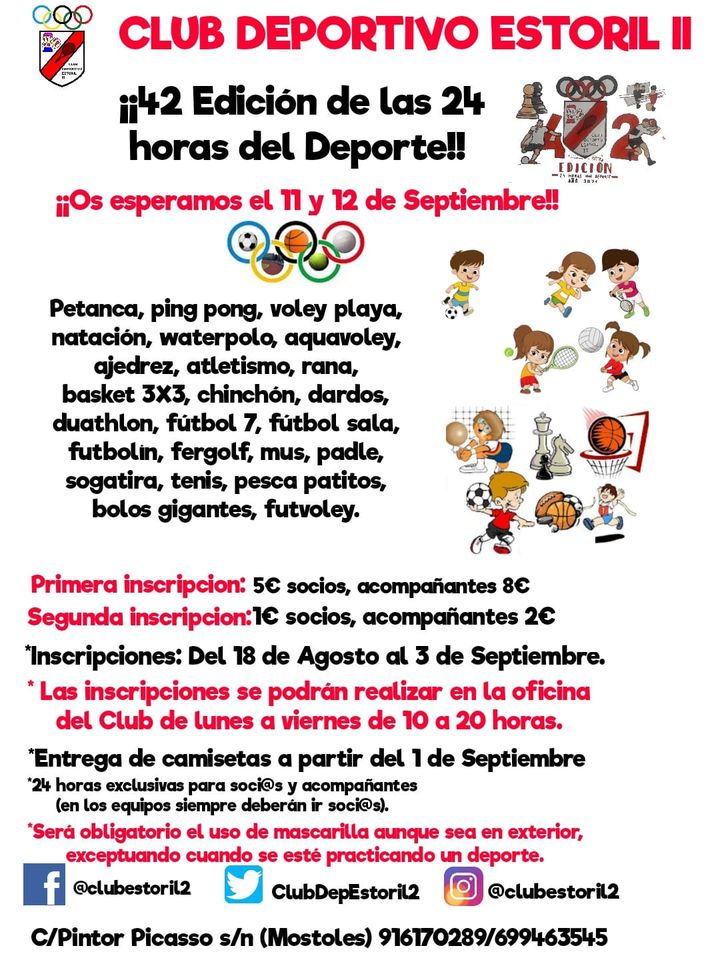 CLUB DEPORTIVO ESTORIL II
¡¡42 Edición de las 24
horas del Deporte!!
EDICIÓN
¡¡Os esperamos el 11 y 12 de Septiembre!!
Petanca, ping pong, voley playa,
natación, waterpolo, aquavoley,
ajedrez, atletismo, rana,
basket 3X3, chinchón, dardos,
duathlon, fútbol 7, fútbol sala,
futbolín, fergolf, mus, padle,
sogatira, tenis, pesca patitos,
bolos gigantes, futvoley.
Primera inscripcion: 5€ socios, acompañantes 8€
Segunda inscripcion:1€ socios, acompañantes 2€
*Inscripciones: Del 18 de Agosto al 3 de Septiembre.
* Las inscripciones se podrán realizar en la oficina
del Club de lunes a viernes de 10 a 20 horas.
*Entrega de camisetas a partir del 1 de Septiembre
*24 horas exclusivas para soci@s y acompañantes
(en los equipos siempre deberán ir soci@s).
*Será obligatorio el uso de mascarilla aunque sea en exterior,
exceptuando cuando se esté practicando un deporte.
@clubestoril2
ClubDepEstoril2
@clubestoril2
C/Pintor Picasso s/n (Mostoles) 916170289/699463545